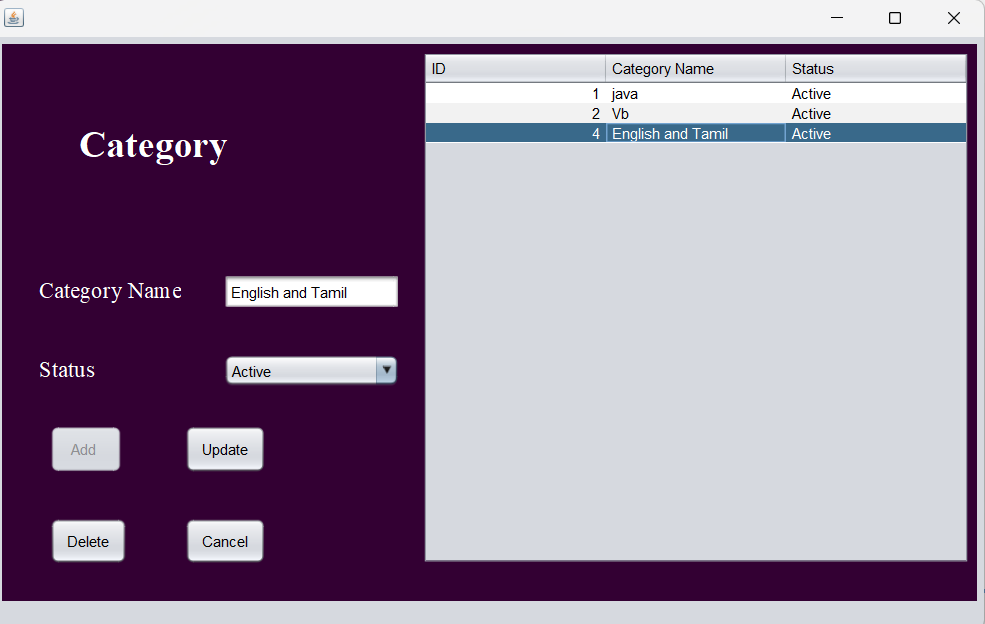 Category
Category Name English and Tamil
Status Active
Add Update
Delete Cancel
ID Category Name Status
1 java Active
2 Vb Active
4 English and Tamil Active